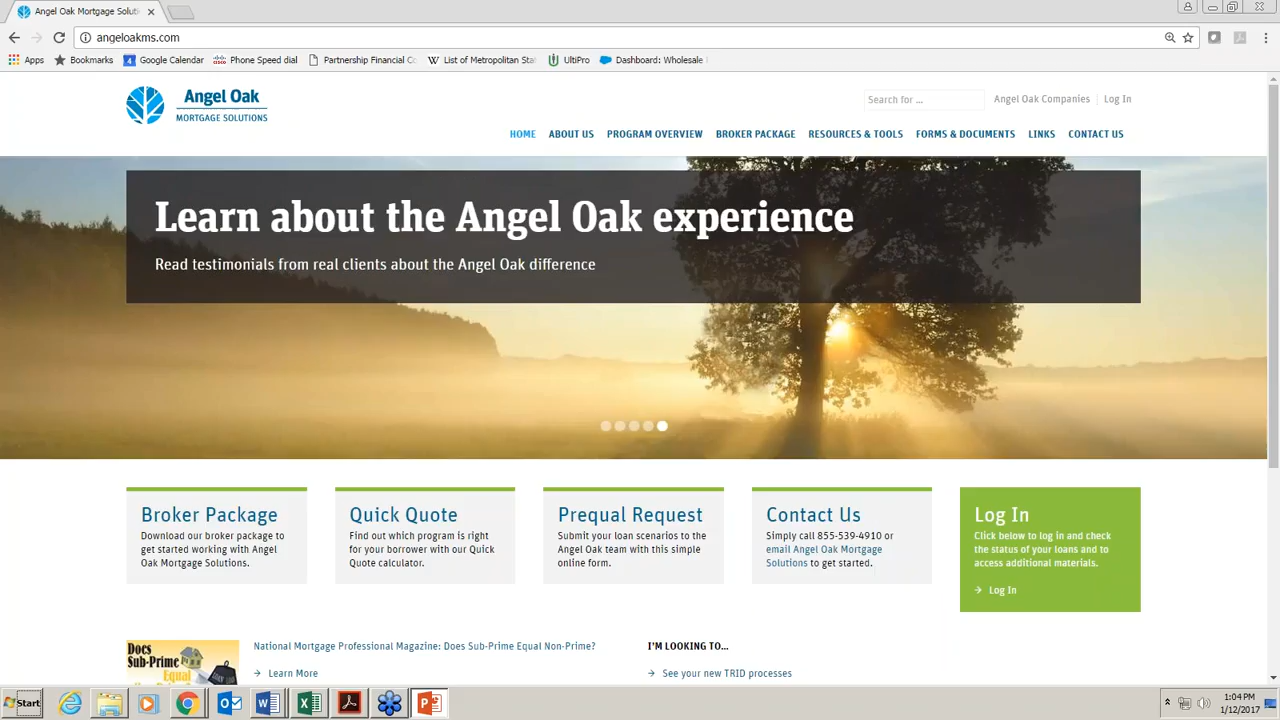 Angel Oak Mortgage Soluti
angeloakms.com
Apps
Bookmarks
Google Calendar
Phone Speed dial
Partnership Financial Co
List of Metropolitan Sta
UltiPro
Dashboard: Wholesale
Angel Oak
MORTGAGE SOLUTIONS
Search for ...
Angel Oak Companies
Log In
HOME
ABOUT US
PROGRAM OVERVIEW
BROKER PACKAGE
RESOURCES & TOOLS
FORMS & DOCUMENTS
LINKS
CONTACT US
Learn about the Angel Oak experience
Read testimonials from real clients about the Angel Oak difference
Broker Package
Download our broker package to
get started working with Angel
Oak Mortgage Solutions.
Quick Quote
Find out which program is right
for your borrower with our Quick
Quote calculator.
Prequal Request
Submit your loan scenarios to the
Angel Oak team with this simple
online form.
Contact Us
Simply call 855-539-4910 or
email Angel Oak Mortgage
Solutions to get started.
Log In
Click below to log in and check
the status of your loans and to
access additional materials.
Log In
Does
Sub-Prime
Equal
National Mortgage Professional Magazine: Does Sub-Prime Equal Non-Prime?
Learn More
I'M LOOKING TO...
See your new TRID processes
Start
1:04 PM
1/12/2017